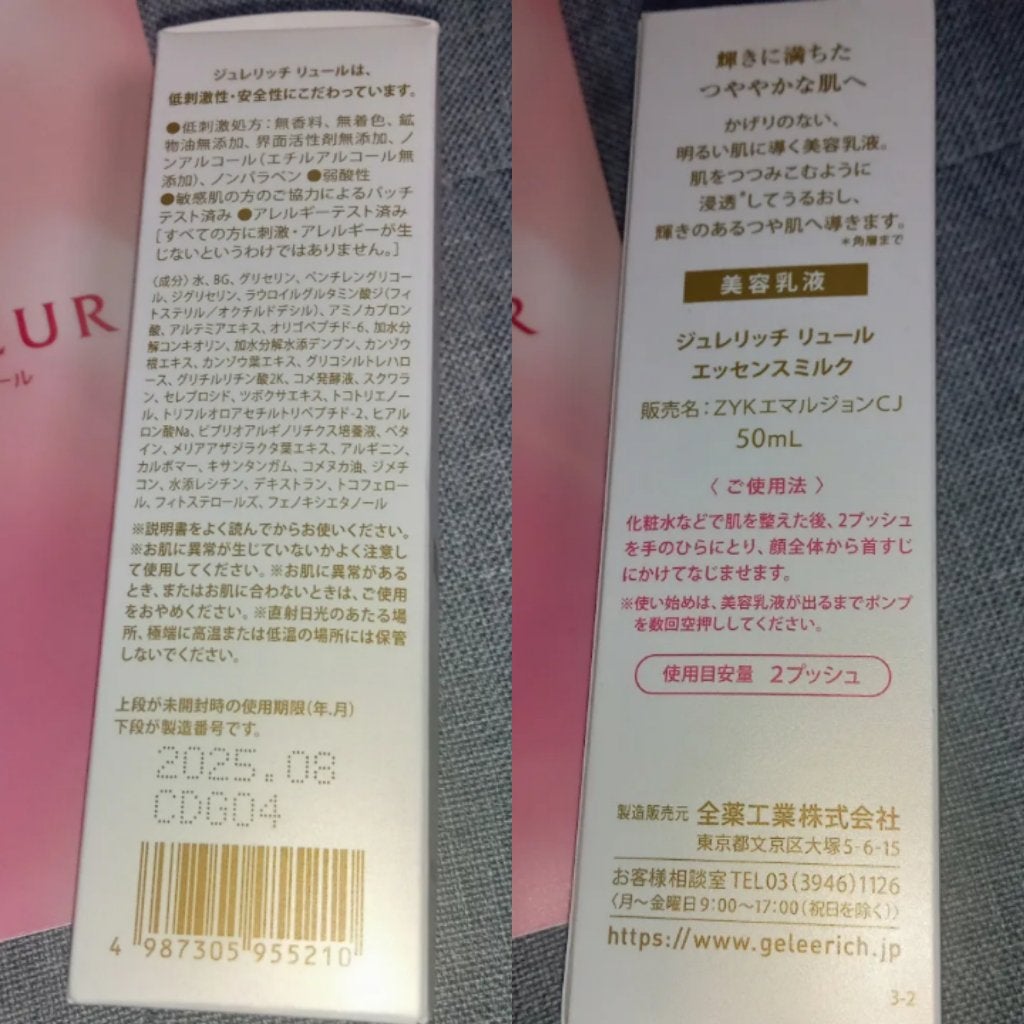 ジュレリッチ リュールは、
低刺激性・安全性にこだわっています。
●低刺激処方：無香料、無着色、鉱
物油無添加、界面活性剤無添加、ノ
ンアルコール（エチルアルコール無
添加）、ノンパラベン ●弱酸性
●敏感肌の方のご協力によるパッチ
テスト済み ●アレルギーテスト済み
[すべての方に刺激・アレルギーが生
じないというわけではありません。]
〈成分〉水、BG、グリセリン、ペンチレングリコー
ル、ジグリセリン、ラウロイルグルタミン酸ジ（フィ
トステリル／オクチルドデシル）、アミノカプロン
酸、アルテミアエキス、オリゴペプチド-6、加水分
解コンキオリン、加水分解水添デンプン、カンゾウ
根エキス、カンゾウ葉エキス、グリコシルトレハロ
ース、グリチルリチン酸2K、コメ発酵液、スクワラ
ン、セレブロシド、ツボクサエキス、トコトリエノー
ル、トリフルオロアセチルトリペプチド-2、ヒアル
ロン酸Na、ビブリオアルギノリチクス培養液、ベタ
イン、メリアアザジラクタ葉エキス、アルギニン、
カルボマー、キサンタンガム、コメヌカ油、ジメチ
コン、水添レシチン、デキストラン、トコフェロー
ル、フィトステロールズ、フェノキシエタノール
※説明書をよく読んでからお使いください。
※お肌に異常が生じていないかよく注意し
て使用してください。※お肌に異常がある
とき、またはお肌に合わないときは、ご使用
をおやめください。※直射日光のあたる場
所、極端に高温または低温の場所には保管
しないでください。
上段が未開封時の使用期限（年.月）
下段が製造番号です。
2025.08
CDG04
4 987305 955210
EUR
ール
輝きに満ちた
つややかな肌へ
かげりのない、
明るい肌に導く美容乳液。
肌をつつみこむように
浸透*してうるおし、
輝きのあるつや肌へ導きます。
*角層まで
美容乳液
ジュレリッチ リュール
エッセンスミルク
販売名：ZYKエマルジョンCJ
50mL
〈ご使用法〉
化粧水などで肌を整えた後、2プッシュ
を手のひらにとり、顔全体から首すじ
にかけてなじませます。
※使い始めは、美容乳液が出るまでポンプ
を数回空押ししてください。
使用目安量 2プッシュ
製造販売元 全薬工業株式会社
東京都文京区大塚5-6-15
お客様相談室 TEL03（3946）1126
〈月〜金曜日9:00〜17:00（祝日を除く）〉
https://www.geleerich.jp
3-2
R